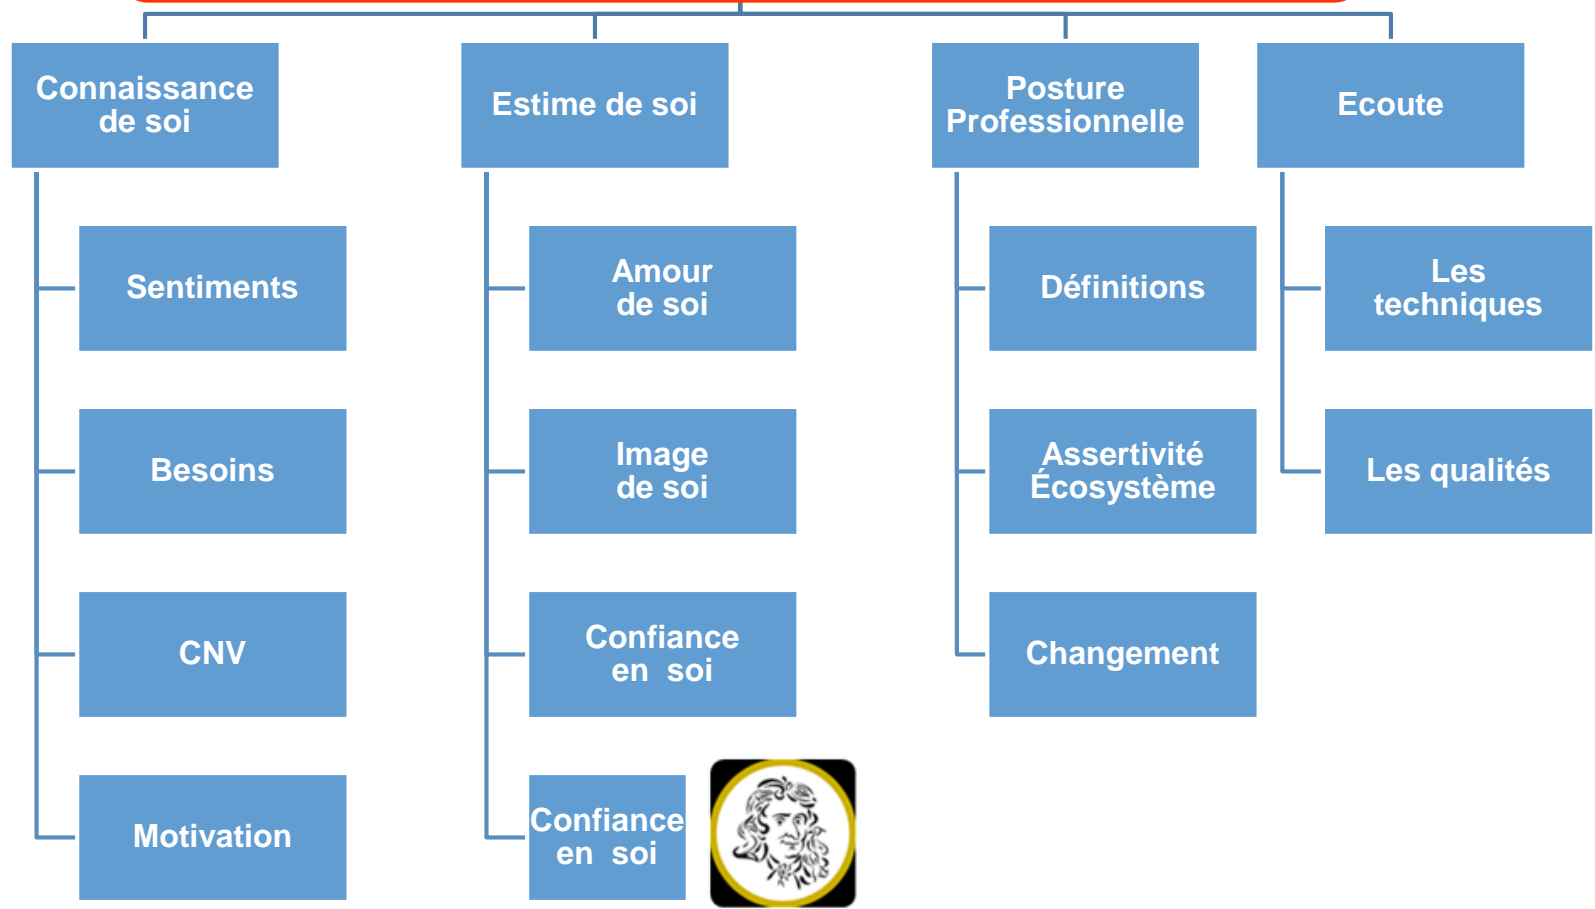 Connaissance
de soi
Sentiments
Besoins
CNV
Motivation
Estime de soi
Amour
de soi
Image
de soi
Confiance
en  soi
Confiance
en  soi
Posture
Professionnelle
Définitions
Assertivité
Écosystème
Changement
Ecoute
Les
techniques
Les qualités